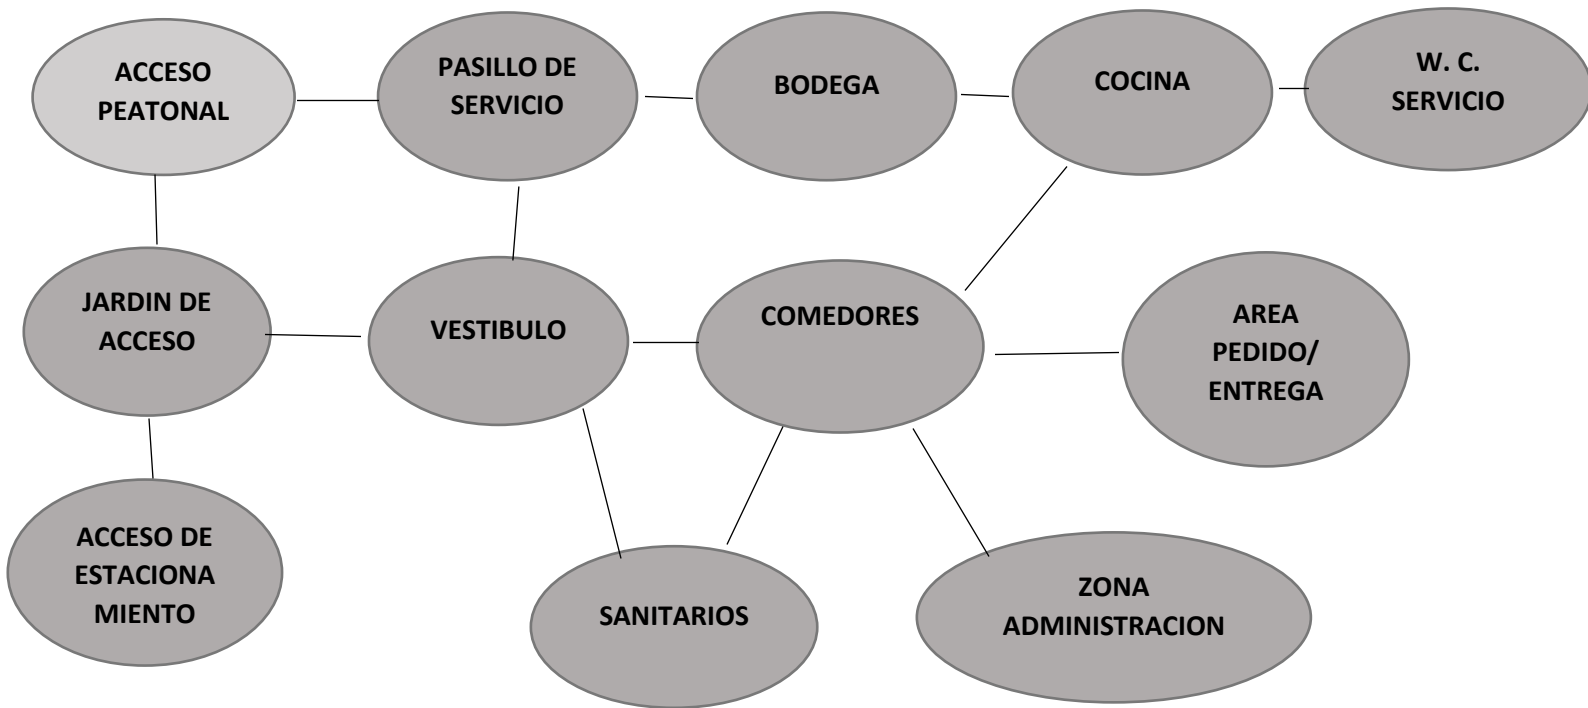 ACCESO
PEATONAL
PASILLO DE
SERVICIO
BODEGA
COCINA
W. C.
SERVICIO
JARDIN DE
ACCESO
VESTIBULO
COMEDORES
AREA
PEDIDO/
ENTREGA
ACCESO DE
ESTACIONA
MIENTO
SANITARIOS
ZONA
ADMINISTRACION